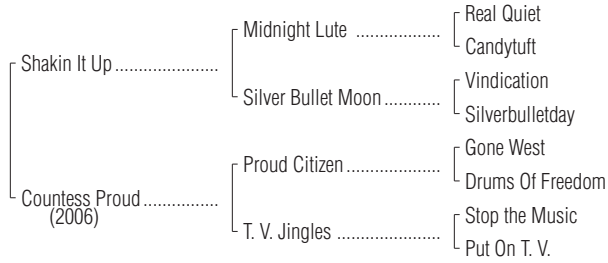 Real Quiet
Midnight Lute ..................
Candytuft
Shakin It Up ......................
Vindication
Silver Bullet Moon ............
Silverbulletday
Gone West
Proud Citizen ....................
Drums Of Freedom
Countess Proud ................
(2006)
Stop the Music
T. V. Jingles ......................
Put On T. V.